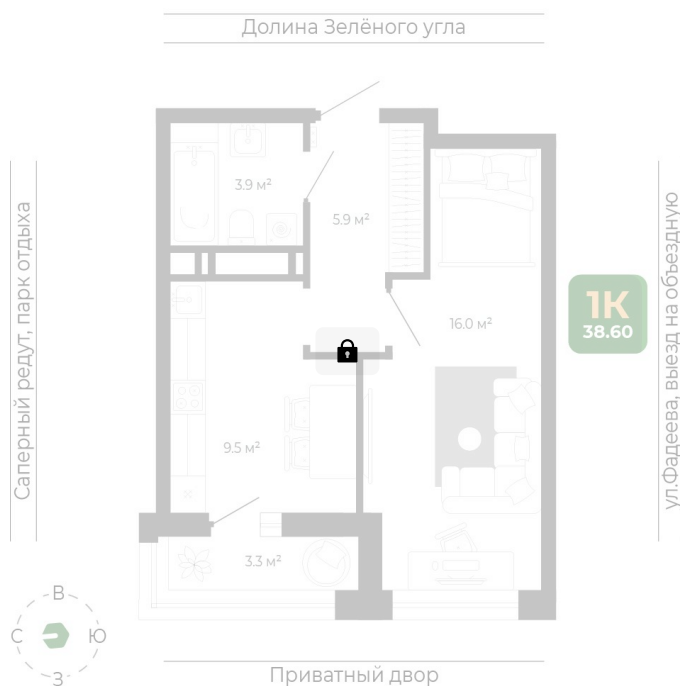 Долина Зелёного угла
3.9 м²
5.9 м²
Саперный редут, парк отдыха
ул.Фадеева, выезд на объездную
1К
38.60
16.0 м²
9.5 м²
3.3 м²
В
С
Ю
З
Приватный двор